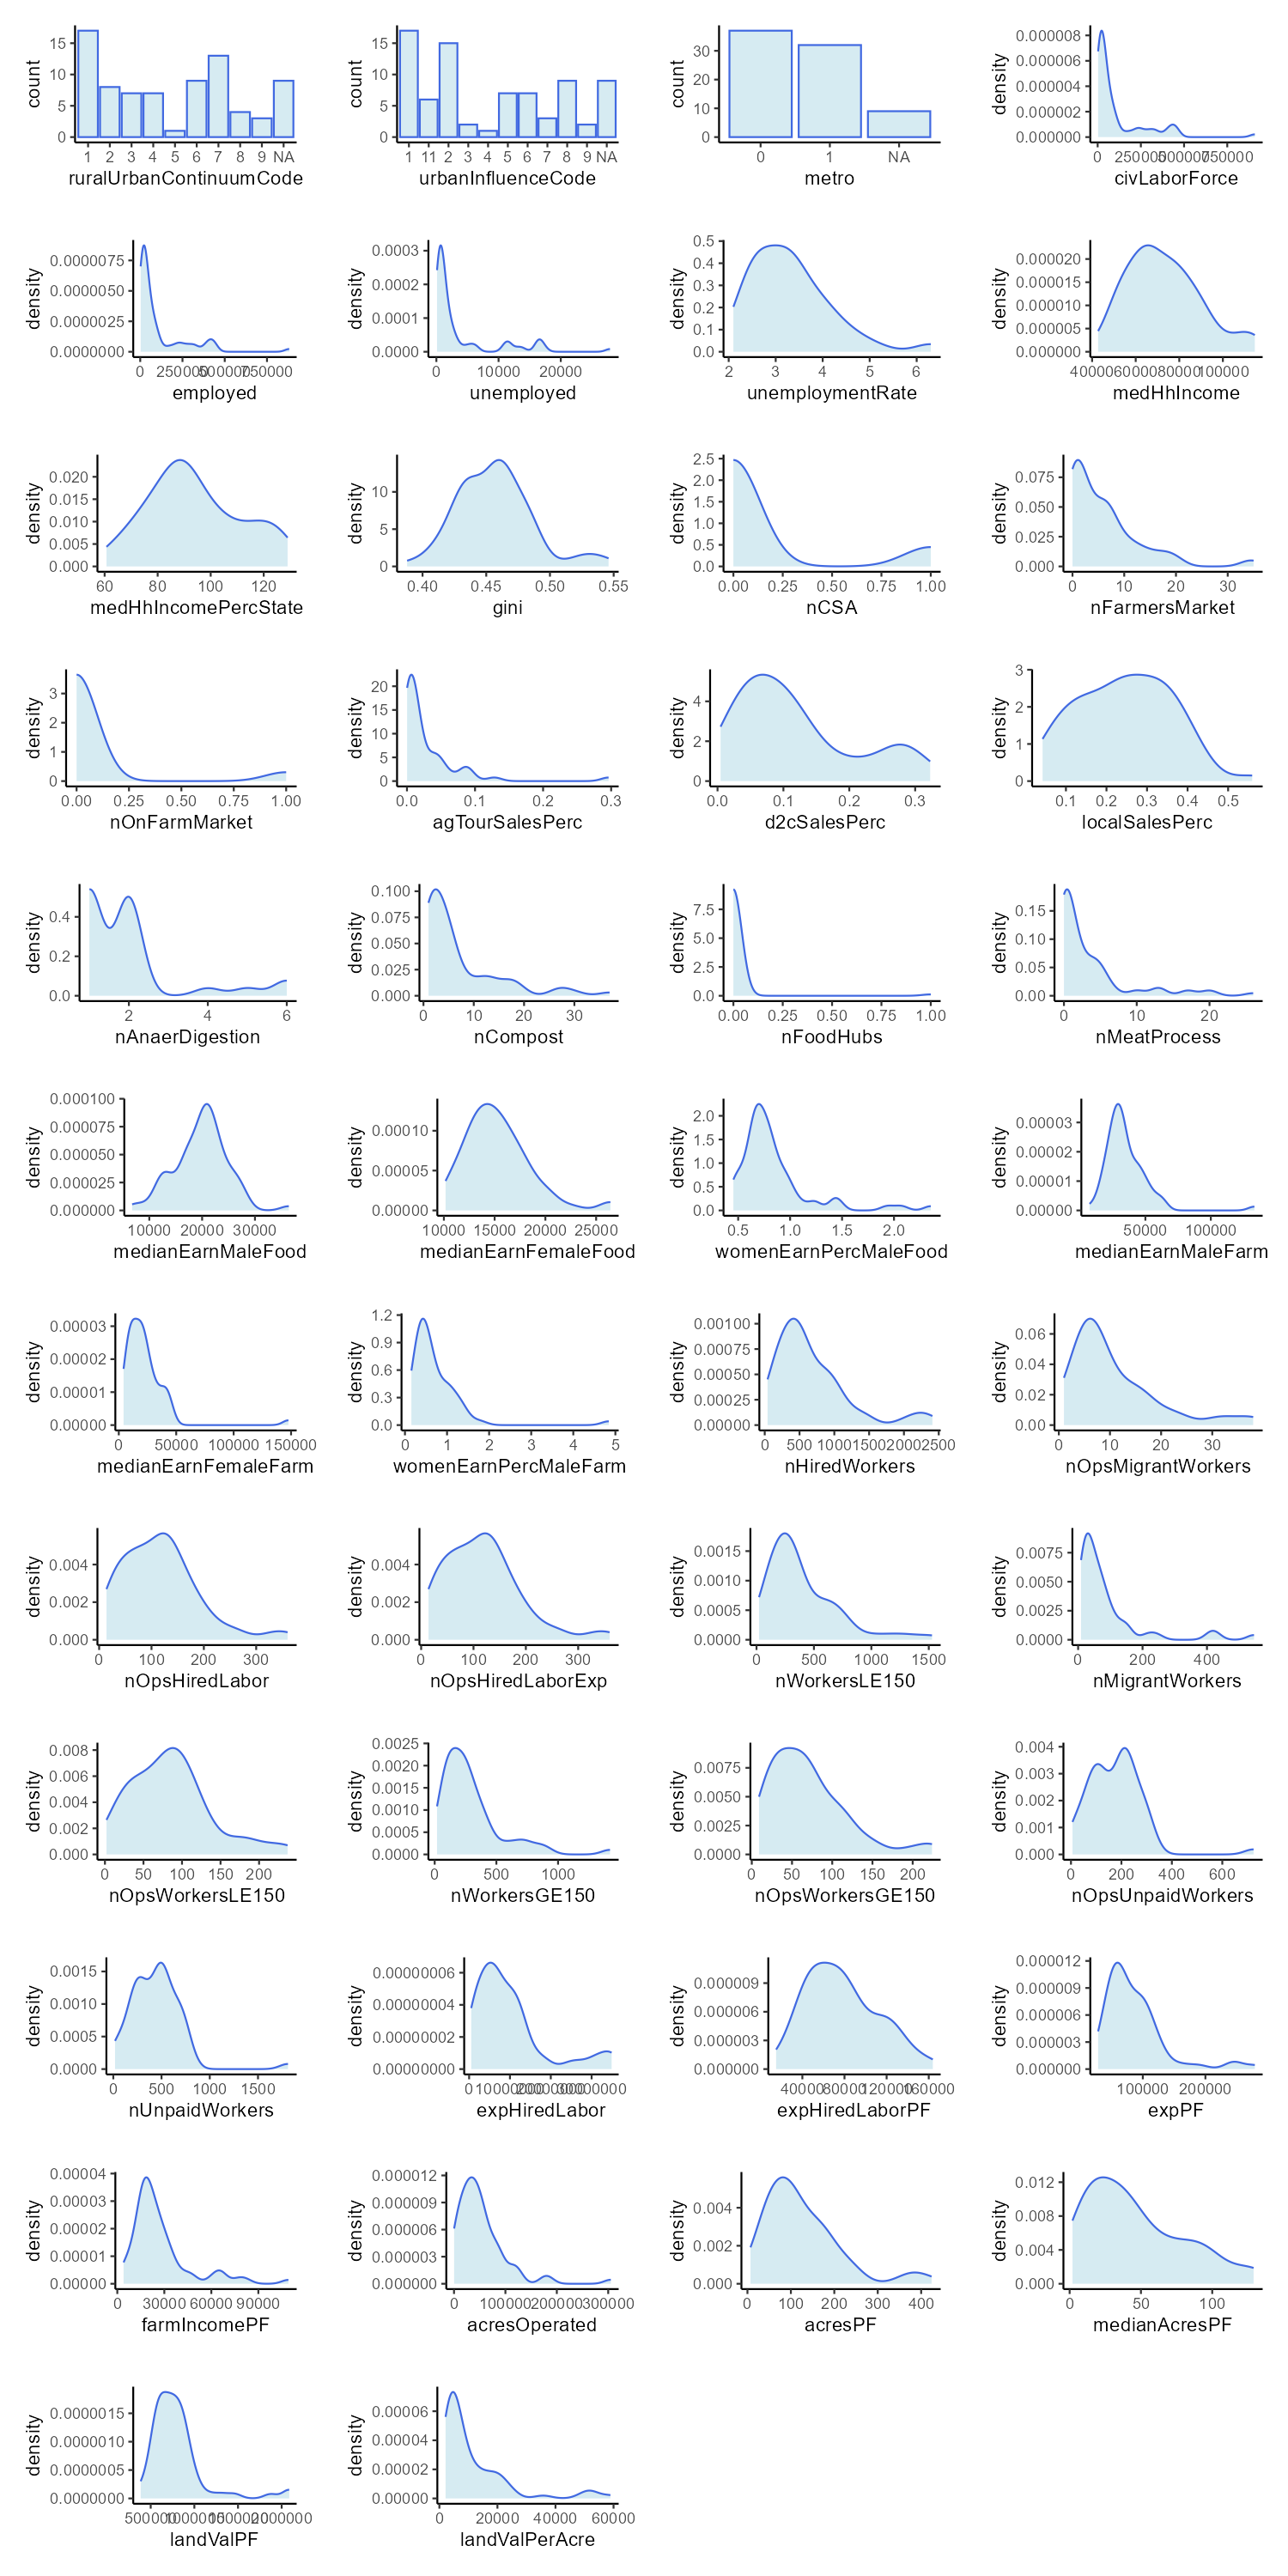 count
15
10
5
0
1 2 3 4 5 6 7 8 9 NA
ruralUrbanContinuumCode
count
15
10
5
0
1 11 2 3 4 5 6 7 8 9 NA
urbanInfluenceCode
count
30
20
10
0
0 1 NA
metro
density
0.000008
0.000006
0.000004
0.000002
0.000000
0 250000 500000 750000
civLaborForce
density
0.0000075
0.0000050
0.0000025
0.0000000
0 250000 500000 750000
employed
density
0.0003
0.0002
0.0001
0.0000
0 10000 20000
unemployed
density
0.5
0.4
0.3
0.2
0.1
0.0
2 3 4 5 6
unemploymentRate
density
0.000020
0.000015
0.000010
0.000005
0.000000
40000 60000 80000 100000
medHhIncome
density
0.020
0.015
0.010
0.005
0.000
60 80 100 120
medHhIncomePercState
density
10
5
0
0.40 0.45 0.50 0.55
gini
density
2.5
2.0
1.5
1.0
0.5
0.0
0.00 0.25 0.50 0.75 1.00
nCSA
density
0.075
0.050
0.025
0.000
0 10 20 30
nFarmersMarket
density
3
2
1
0
0.00 0.25 0.50 0.75 1.00
nOnFarmMarket
density
20
15
10
5
0
0.0 0.1 0.2 0.3
agTourSalesPerc
density
4
2
0
0.0 0.1 0.2 0.3
d2cSalesPerc
density
3
2
1
0
0.1 0.2 0.3 0.4 0.5
localSalesPerc
density
0.4
0.2
0.0
2 4 6
nAnaerDigestion
density
0.100
0.075
0.050
0.025
0.000
0 10 20 30
nCompost
density
7.5
5.0
2.5
0.0
0.00 0.25 0.50 0.75 1.00
nFoodHubs
density
0.15
0.10
0.05
0.00
0 10 20
nMeatProcess
density
0.000100
0.000075
0.000050
0.000025
0.000000
10000 20000 30000
medianEarnMaleFood
density
0.00010
0.00005
0.00000
10000 15000 20000 25000
medianEarnFemaleFood
density
2.0
1.5
1.0
0.5
0.0
0.5 1.0 1.5 2.0
womenEarnPercMaleFood
density
0.00003
0.00002
0.00001
0.00000
50000 100000
medianEarnMaleFarm
density
0.00003
0.00002
0.00001
0.00000
0 50000 100000 150000
medianEarnFemaleFarm
density
1.2
0.9
0.6
0.3
0.0
0 1 2 3 4 5
womenEarnPercMaleFarm
density
0.00100
0.00075
0.00050
0.00025
0.00000
0 500 1000 1500 2000 2500
nHiredWorkers
density
0.06
0.04
0.02
0.00
0 10 20 30
nOpsMigrantWorkers
density
0.004
0.002
0.000
0 100 200 300
nOpsHiredLabor
density
0.004
0.002
0.000
0 100 200 300
nOpsHiredLaborExp
density
0.0015
0.0010
0.0005
0.0000
0 500 1000 1500
nWorkersLE150
density
0.0075
0.0050
0.0025
0.0000
0 200 400
nMigrantWorkers
density
0.008
0.006
0.004
0.002
0.000
0 50 100 150 200
nOpsWorkersLE150
density
0.0025
0.0020
0.0015
0.0010
0.0005
0.0000
0 500 1000
nWorkersGE150
density
0.0075
0.0050
0.0025
0.0000
0 50 100 150 200
nOpsWorkersGE150
density
0.004
0.003
0.002
0.001
0.000
0 200 400 600
nOpsUnpaidWorkers
density
0.0015
0.0010
0.0005
0.0000
0 500 1000 1500
nUnpaidWorkers
density
0.00000006
0.00000004
0.00000002
0.00000000
0 10000000 20000000 30000000
expHiredLabor
density
0.000009
0.000006
0.000003
0.000000
40000 80000 120000 160000
expHiredLaborPF
density
0.000012
0.000009
0.000006
0.000003
0.000000
100000 200000
expPF
density
0.00004
0.00003
0.00002
0.00001
0.00000
0 30000 60000 90000
farmIncomePF
density
0.000012
0.000009
0.000006
0.000003
0.000000
0 100000 200000 300000
acresOperated
density
0.004
0.002
0.000
0 100 200 300 400
acresPF
density
0.012
0.008
0.004
0.000
0 50 100
medianAcresPF
density
0.0000015
0.0000010
0.0000005
0.0000000
500000 1000000 1500000 2000000
landValPF
density
0.00006
0.00004
0.00002
0.00000
0 20000 40000 60000
landValPerAcre